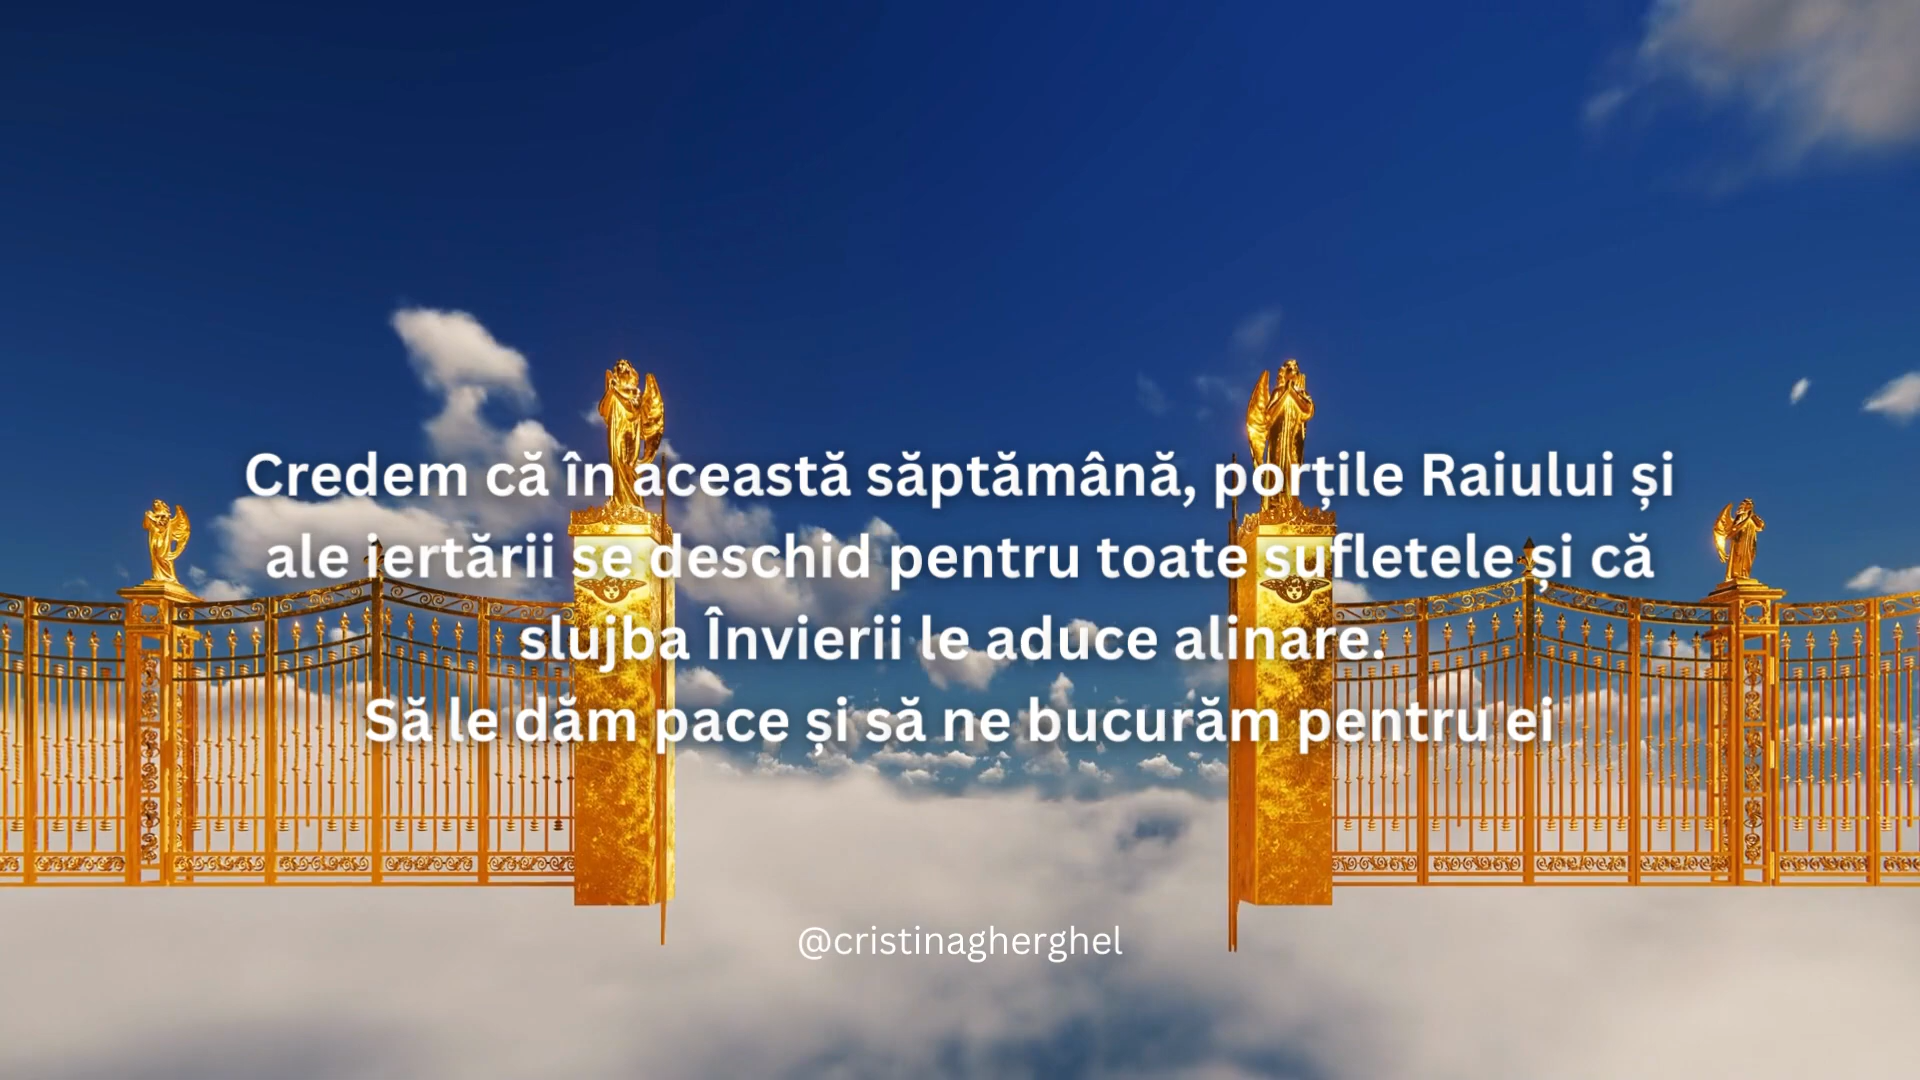 Credem că în această săptămână, porțile Raiului și
ale iertării se deschid pentru toate sufletele și că
slujba Învierii le aduce alinare.
Să le dăm pace și să ne bucurăm pentru ei
@cristinagherghel